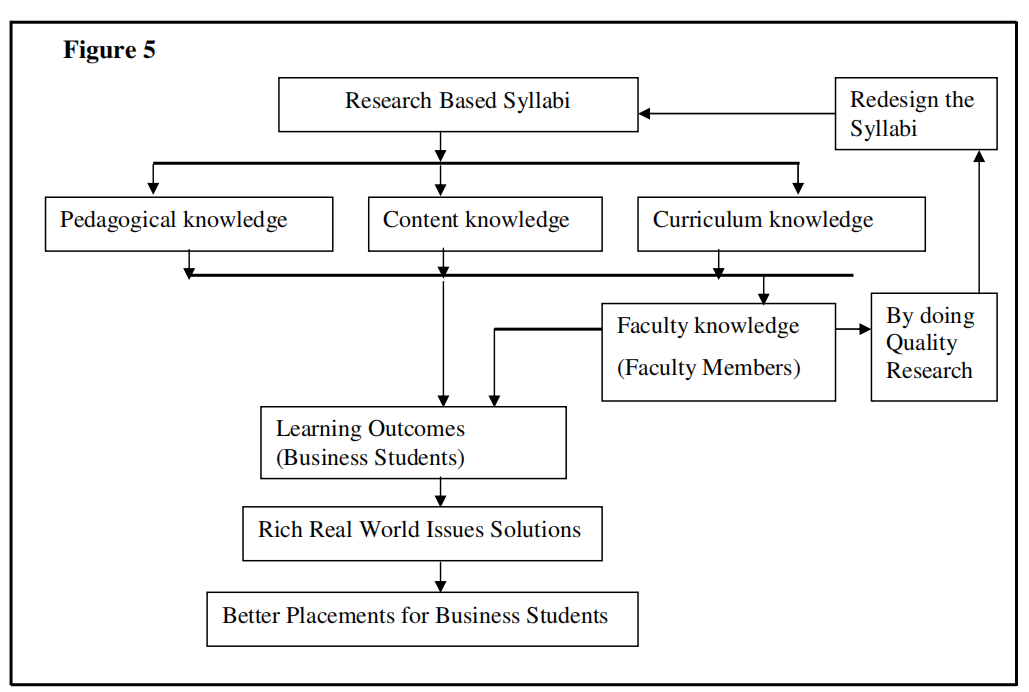 Figure 5
Research Based Syllabi
Redesign the
Syllabi
Pedagogical knowledge
Content knowledge
Curriculum knowledge
Faculty knowledge
(Faculty Members)
By doing
Quality
Research
Learning Outcomes
(Business Students)
Rich Real World Issues Solutions
Better Placements for Business Students